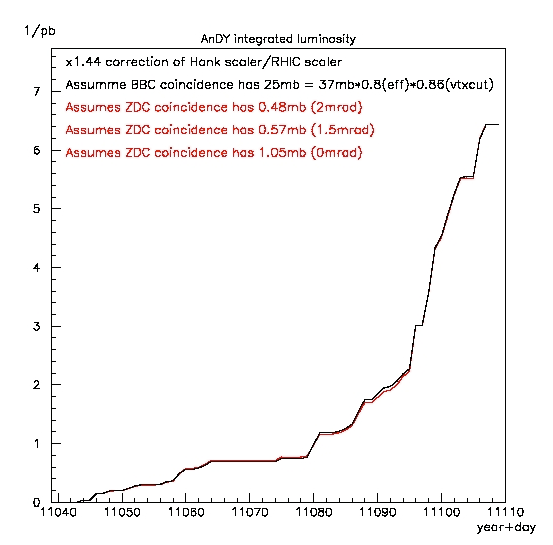 1/pb
AnDY integrated luminosity
x1.44 correction of Hank scaler/RHIC scaler
Assumme BBC coincidence has 25mb = 37mb*0.8(eff)*0.86(vtxcut)
Assumes ZDC coincidence has 0.48mb (2mrad)
Assumes ZDC coincidence has 0.57mb (1.5mrad)
Assumes ZDC coincidence has 1.05mb (0mrad)
7
6
5
4
3
2
1
0
11040 11050 11060 11070 11080 11090 11100 11110
year+day